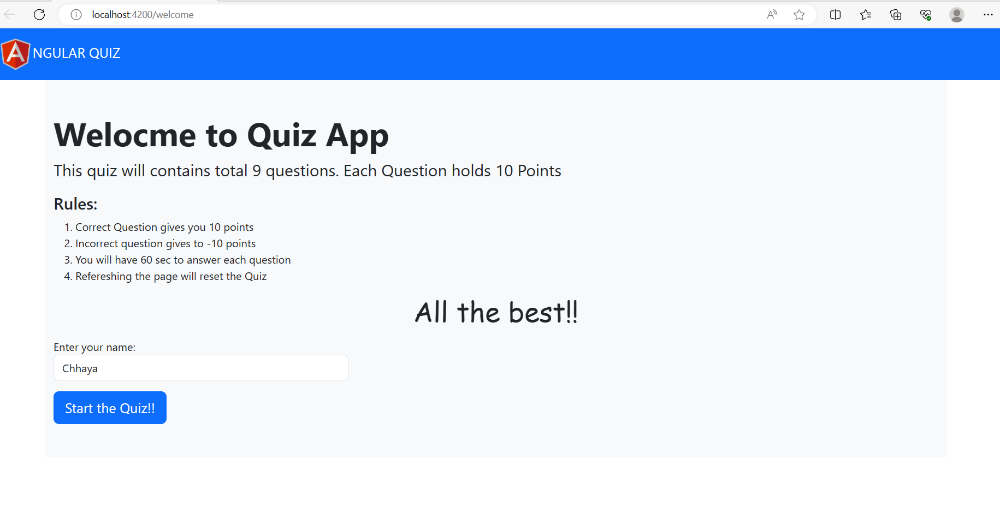 localhost:4200/welcome
NGULAR QUIZ
Welocme to Quiz App
This quiz will contains total 9 questions. Each Question holds 10 Points
Rules:
1. Correct Question gives you 10 points
2. Incorrect question gives to -10 points
3. You will have 60 sec to answer each question
4. Refereshing the page will reset the Quiz
All the best!!
Enter your name:
Chhaya
Start the Quiz!!